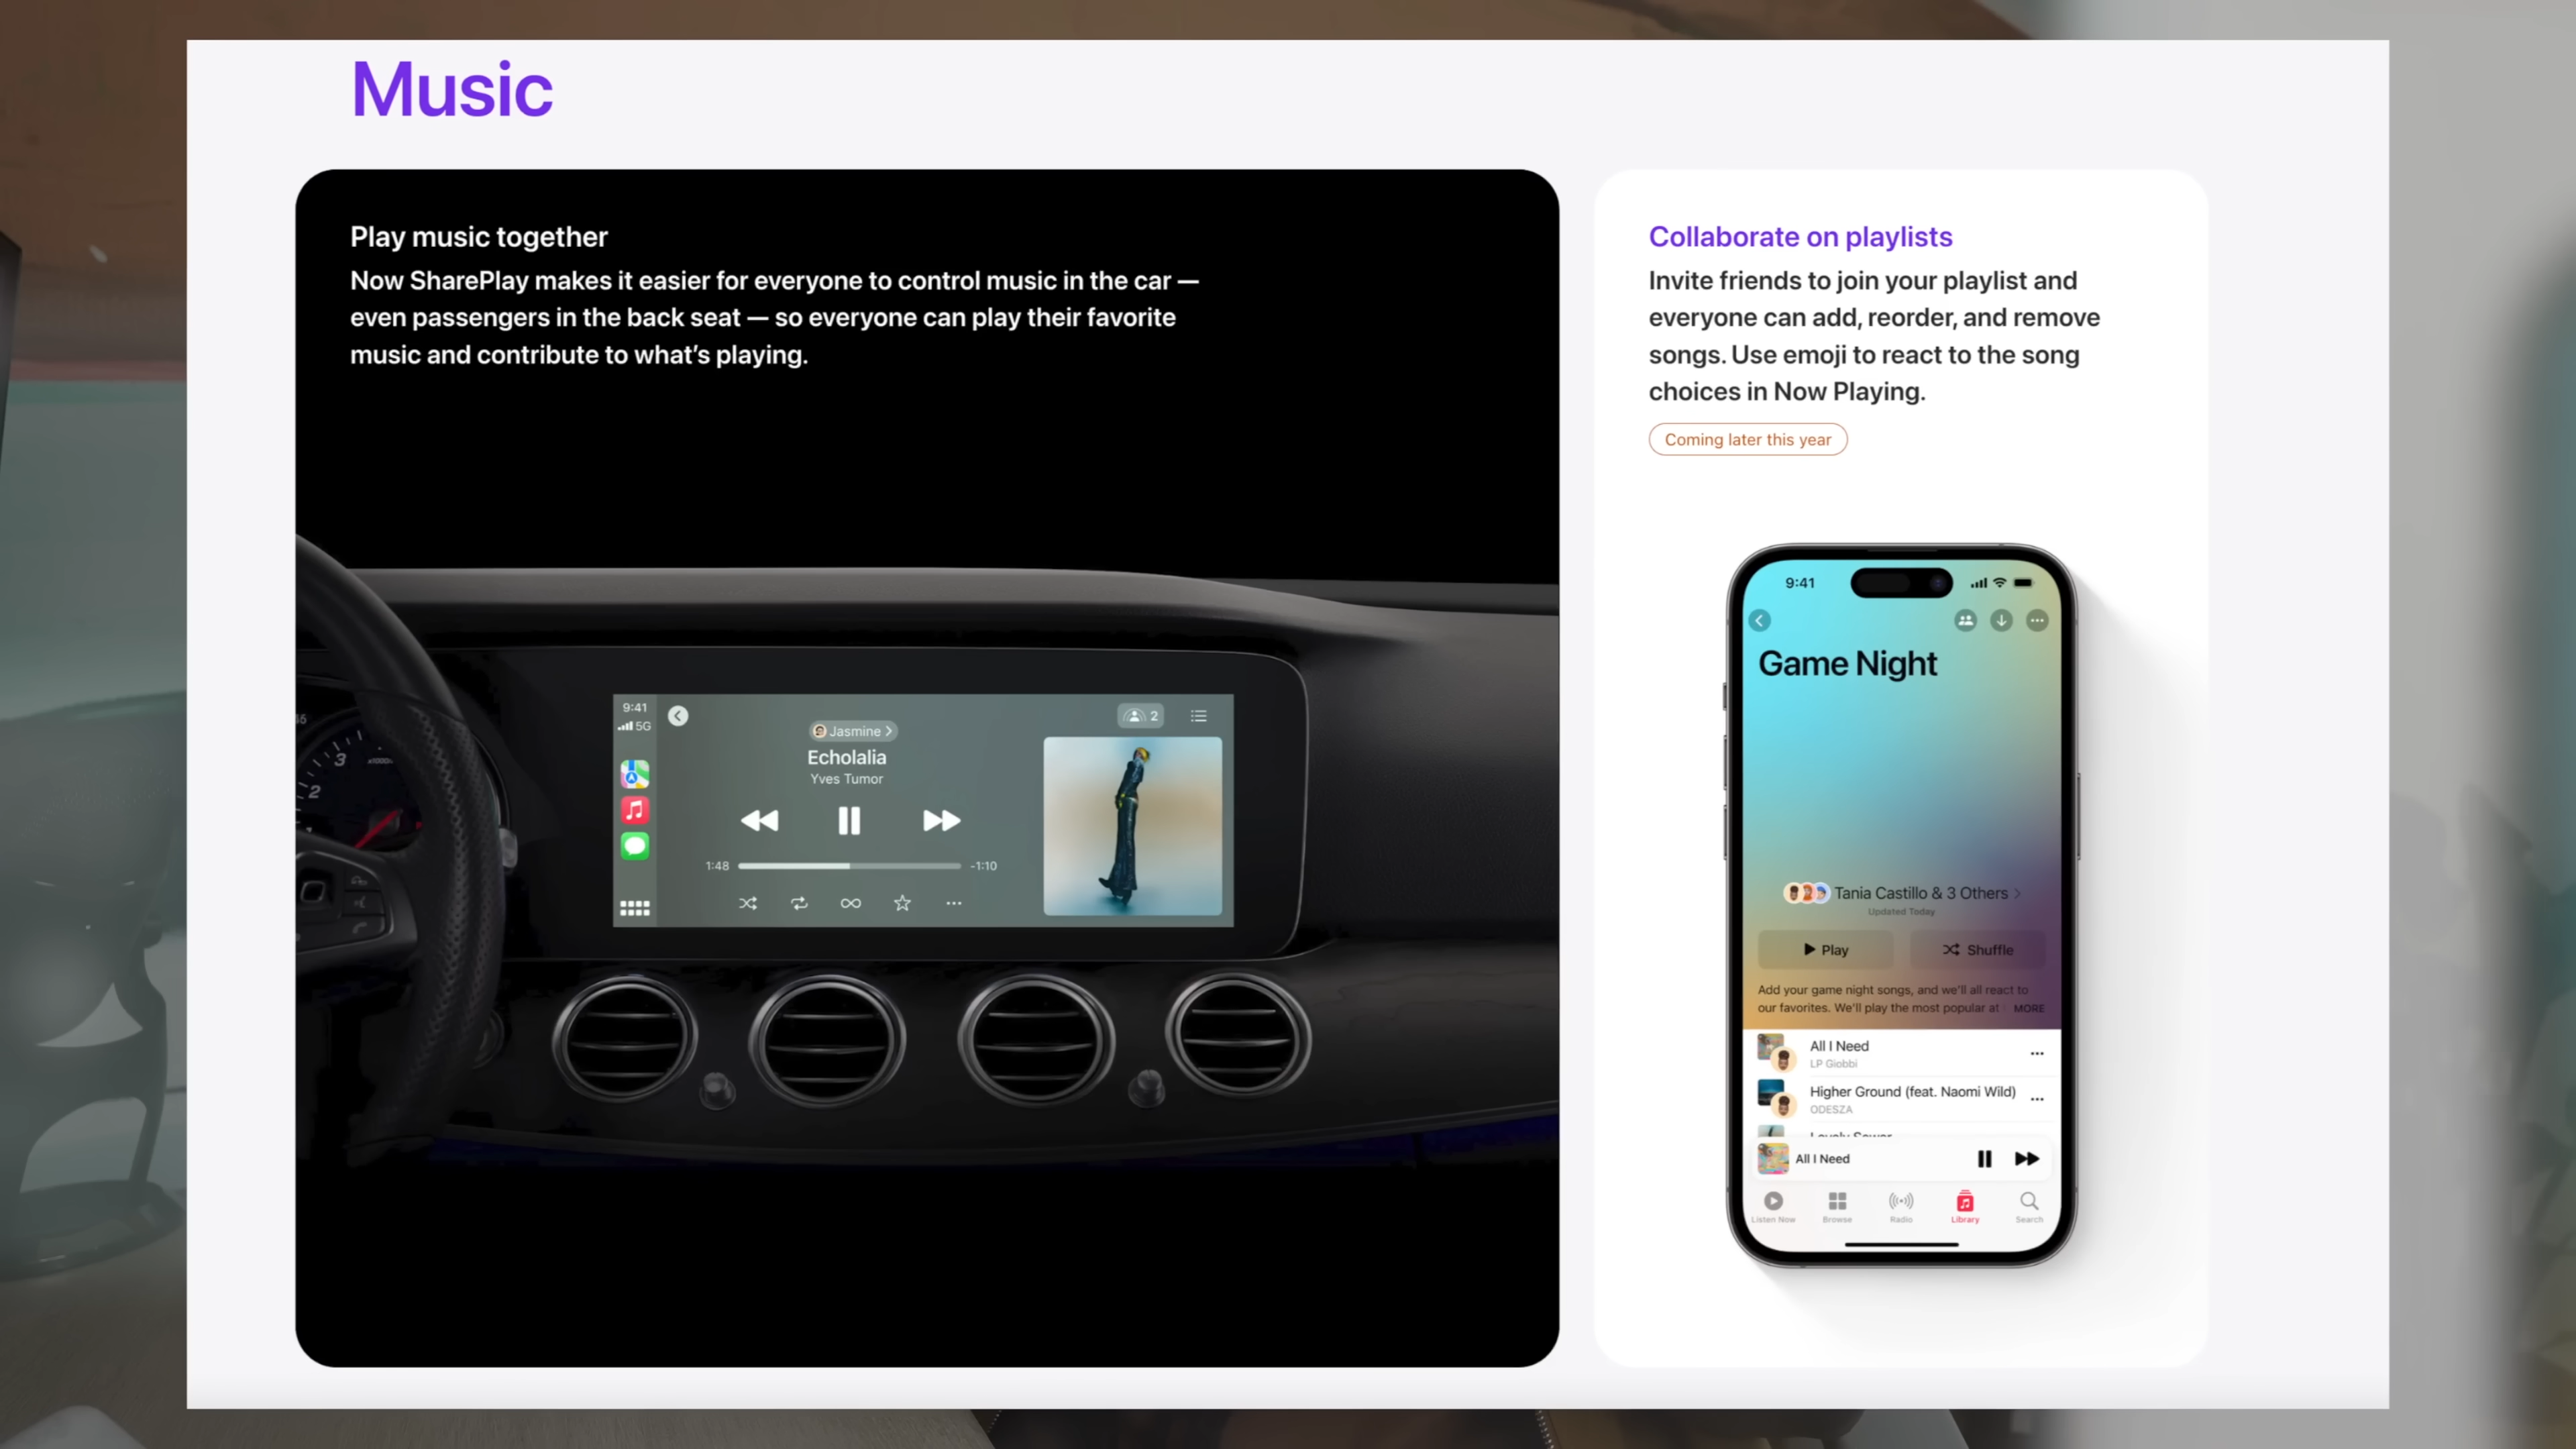 Music
Play music together
Now SharePlay makes it easier for everyone to control music in the car —
even passengers in the back seat — so everyone can play their favorite
music and contribute to what's playing.
9:41
5G
Jasmine
2
Echolalia
Yves Tumor
1:48
-1:10
3
2
1
Collaborate on playlists
Invite friends to join your playlist and
everyone can add, reorder, and remove
songs. Use emoji to react to the song
choices in Now Playing.
Coming later this year
9:41
Game Night
Tania Castillo & 3 Others
Updated Today
Play
Shuffle
Add your game night songs, and we'll all react to
our favorites. We'll play the most popular at MORE
All I Need
LP Giobbi
Higher Ground (feat. Naomi Wild)
ODESZA
All I Need
Listen Now
Browse
Radio
Library
Search